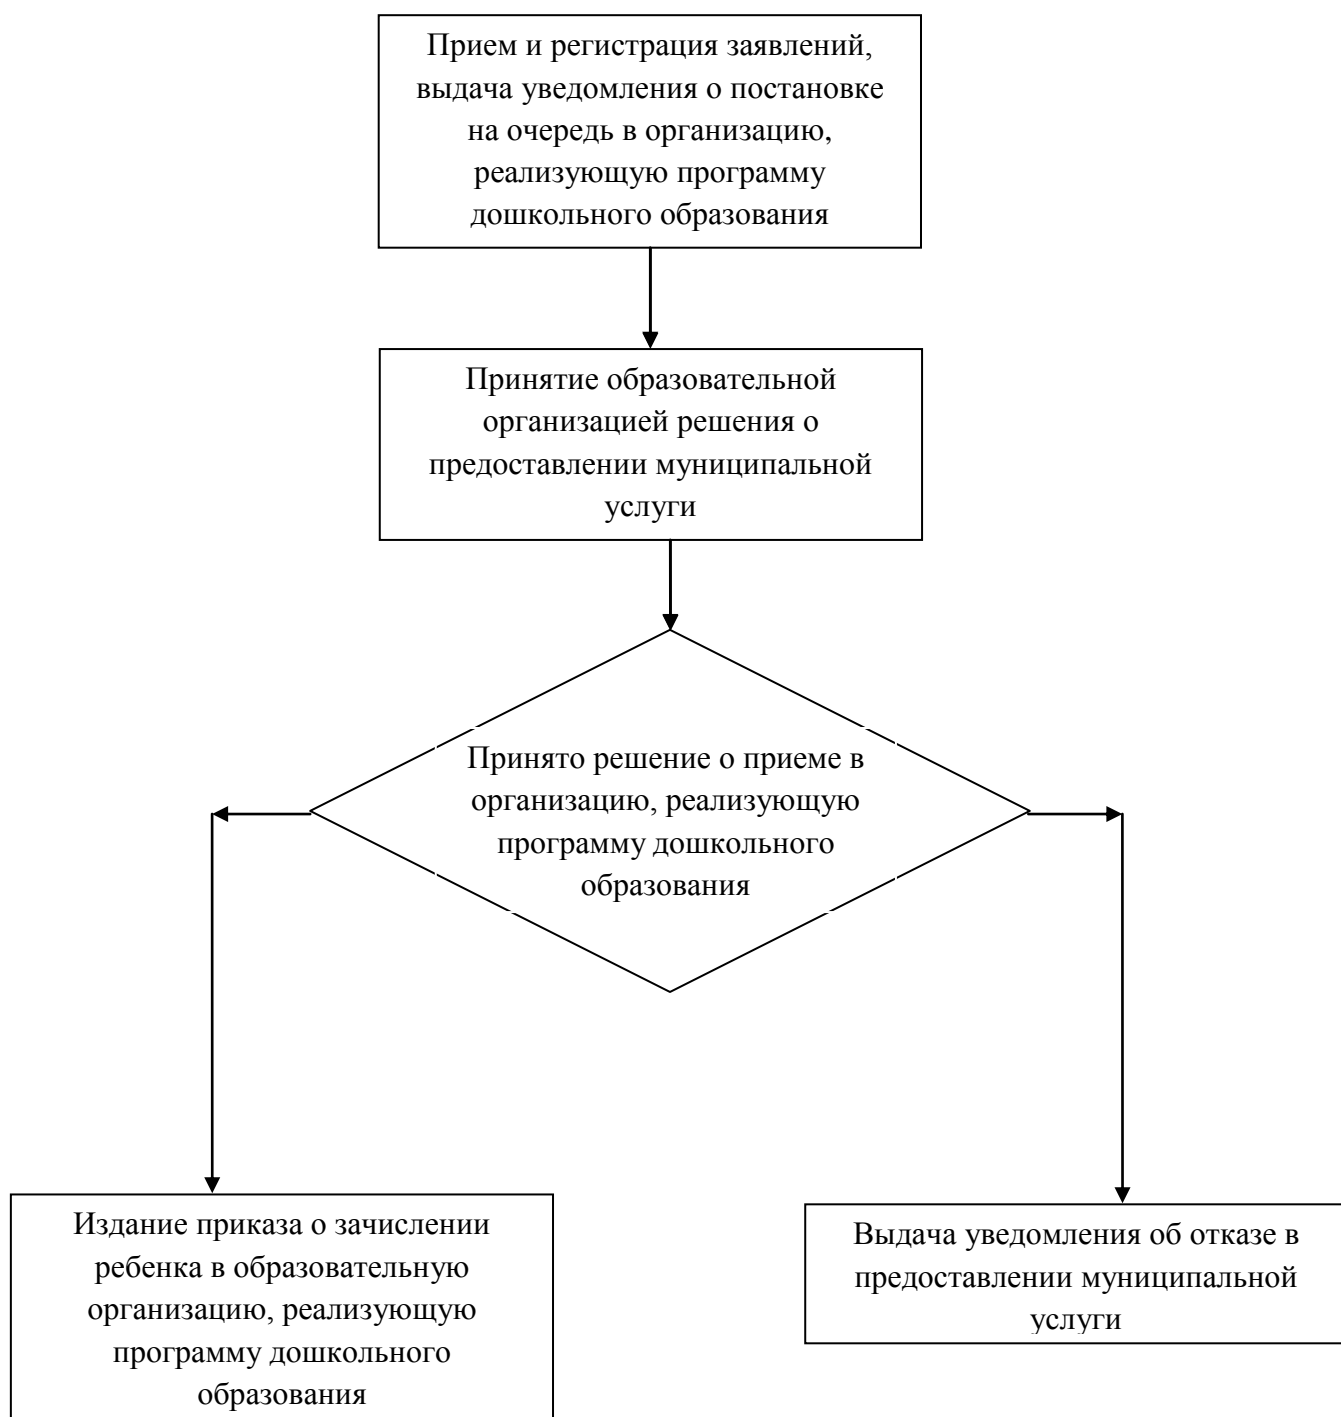 Прием и регистрация заявлений,
выдача уведомления о постановке
на очередь в организацию,
реализующую программу
дошкольного образования
Принятие образовательной
организацией решения о
предоставлении муниципальной
услуги
Принято решение о приеме в
организацию, реализующую
программу дошкольного
образования
Издание приказа о зачислении
ребенка в образовательную
организацию, реализующую
программу дошкольного
образования
Выдача уведомления об отказе в
предоставлении муниципальной
услуги